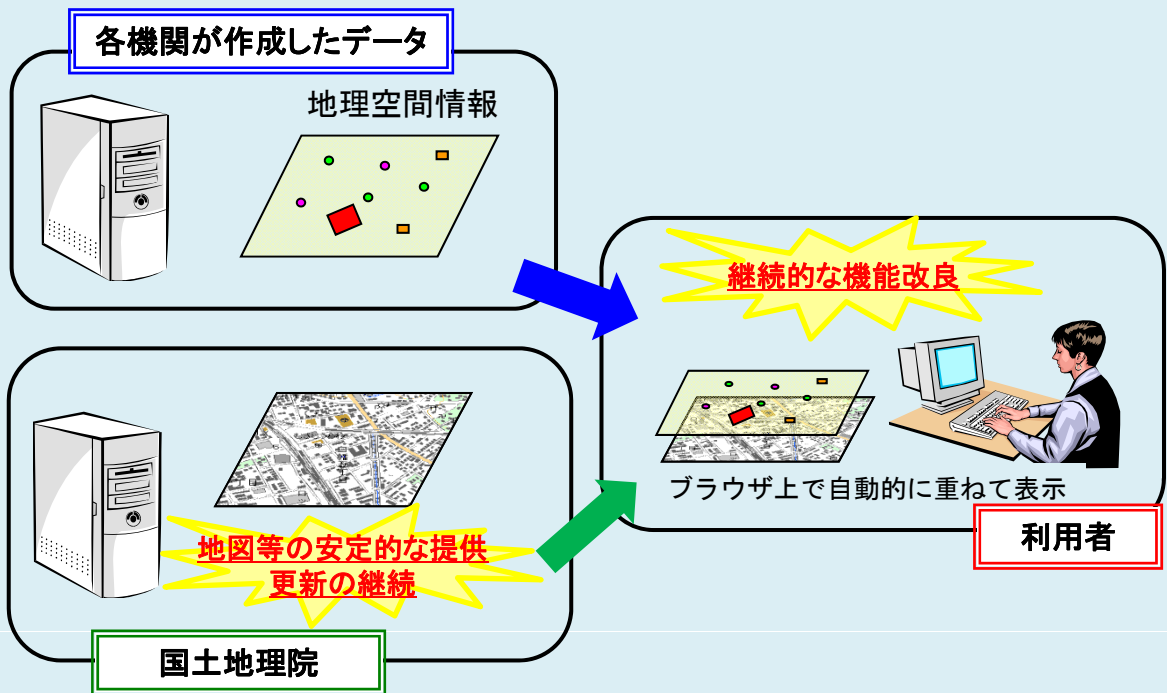 各機関が作成したデータ
地理空間情報
継続的な機能改良
ブラウザ上で自動的に重ねて表示
利用者
地図等の安定的な提供
更新の継続
国土地理院